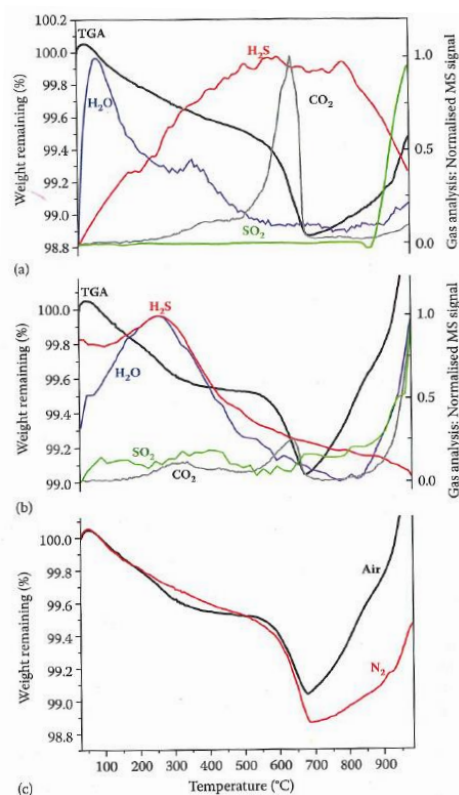 100.2
TGA
100.0
H₂S
1.0
99.8
H₂O
CO₂
99.6
0.5
99.4
99.2
99.0
SO₂
0.0
98.8
Weight remaining (%)
Gas analysis: Normalised MS signal
(a)
TGA
100.0
H₂S
1.0
99.8
H₂O
99.6
0.5
99.4
99.2
SO₂
CO₂
99.0
0.0
Weight remaining (%)
Gas analysis: Normalised MS signal
(b)
100.0
99.8
Air
99.6
99.4
N₂
99.2
99.0
98.8
Weight remaining (%)
100 200 300 400 500 600 700 800 900
(c)
Temperature (°C)